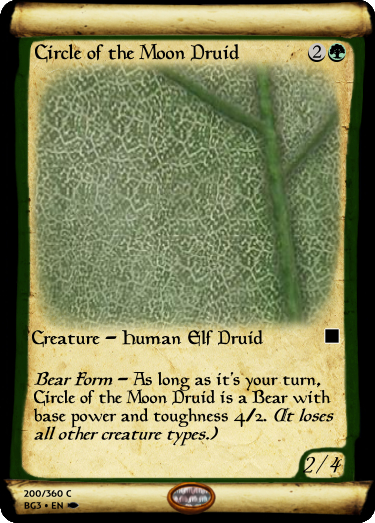 Circle of the Moon Druid 2
Creature — Human Elf Druid
Bear Form — As long as it's your turn,
Circle of the Moon Druid is a Bear with
base power and toughness 4/2. (It loses
all other creature types.)
2/4
200/360 C
BG3 • EN